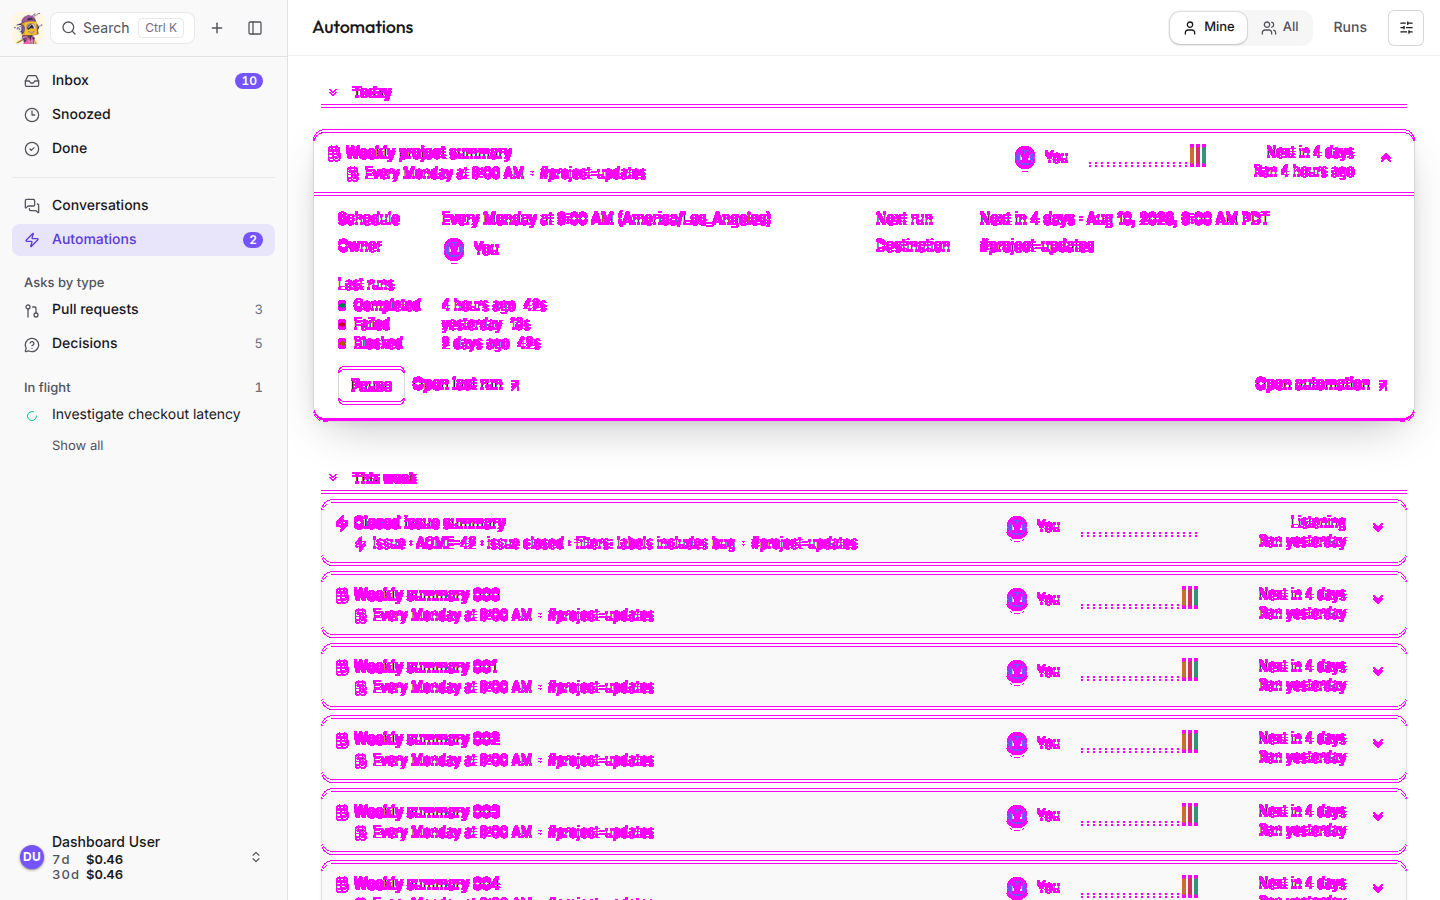 Search Ctrl K
Automations
Mine
All
Runs
Inbox 10
Snoozed
Done
Conversations
Automations 2
Asks by type
Pull requests 3
Decisions 5
In flight 1
Investigate checkout latency
Show all
Dashboard User
7d $0.46
30d $0.46
Today
Weekly project summary
Every Monday at 9:00 AM · #project-updates
You
Next in 4 days
Ran 4 hours ago
Schedule Every Monday at 9:00 AM (America/Los_Angeles)
Next run Next in 4 days · Aug 10, 2026, 9:00 AM PDT
Owner You
Destination #project-updates
Last runs
Completed 4 hours ago 42s
Failed yesterday
Blocked 2 days ago 42s
Pause Open last run
Open automation
This week
Closed issue summary
Issue · ACME-42 · issue closed · Filters: labels includes bug · #project-updates
You
Listening
Ran yesterday
Weekly summary 000
Every Monday at 9:00 AM · #project-updates
You
Next in 4 days
Ran yesterday
Weekly summary 001
Every Monday at 9:00 AM · #project-updates
You
Next in 4 days
Ran yesterday
Weekly summary 002
Every Monday at 9:00 AM · #project-updates
You
Next in 4 days
Ran yesterday
Weekly summary 003
Every Monday at 9:00 AM · #project-updates
You
Next in 4 days
Ran yesterday
Weekly summary 004
You
Next in 4 days